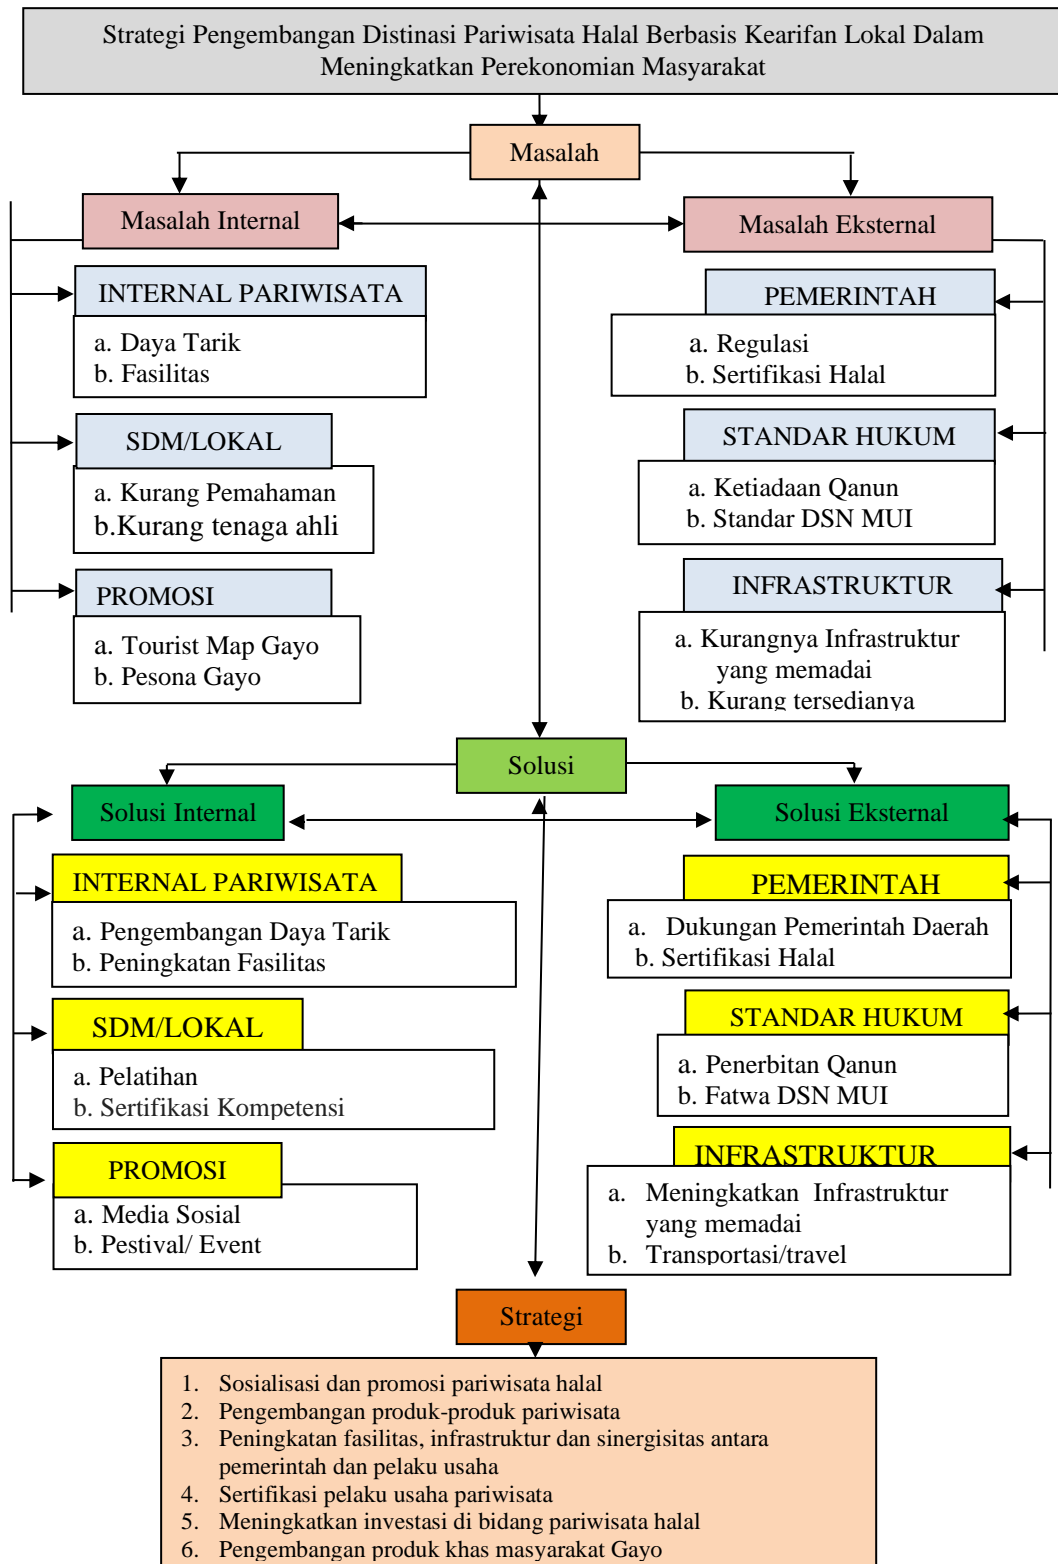 Strategi Pengembangan Distinasi Pariwisata Halal Berbasis Kearifan Lokal Dalam
Meningkatkan Perekonomian Masyarakat
Masalah
Masalah Internal
Masalah Eksternal
INTERNAL PARIWISATA
a. Daya Tarik
b. Fasilitas
SDM/LOKAL
a. Kurang Pemahaman
b.Kurang tenaga ahli
PROMOSI
a. Tourist Map Gayo
b. Pesona Gayo
PEMERINTAH
a. Regulasi
b. Sertifikasi Halal
STANDAR HUKUM
a. Ketiadaan Qanun
b. Standar DSN MUI
INFRASTRUKTUR
a. Kurangnya Infrastruktur
yang memadai
b. Kurang tersedianya
Solusi
Solusi Internal
Solusi Eksternal
INTERNAL PARIWISATA
a. Pengembangan Daya Tarik
b. Peningkatan Fasilitas
SDM/LOKAL
a. Pelatihan
b. Sertifikasi Kompetensi
PROMOSI
a. Media Sosial
b. Pestival/ Event
PEMERINTAH
a. Dukungan Pemerintah Daerah
b. Sertifikasi Halal
STANDAR HUKUM
a. Penerbitan Qanun
b. Fatwa DSN MUI
INFRASTRUKTUR
a. Meningkatkan Infrastruktur
yang memadai
b. Transportasi/travel
Strategi
1. Sosialisasi dan promosi pariwisata halal
2. Pengembangan produk-produk pariwisata
3. Peningkatan fasilitas, infrastruktur dan sinergisitas antara
pemerintah dan pelaku usaha
4. Sertifikasi pelaku usaha pariwisata
5. Meningkatkan investasi di bidang pariwisata halal
6. Pengembangan produk khas masyarakat Gayo